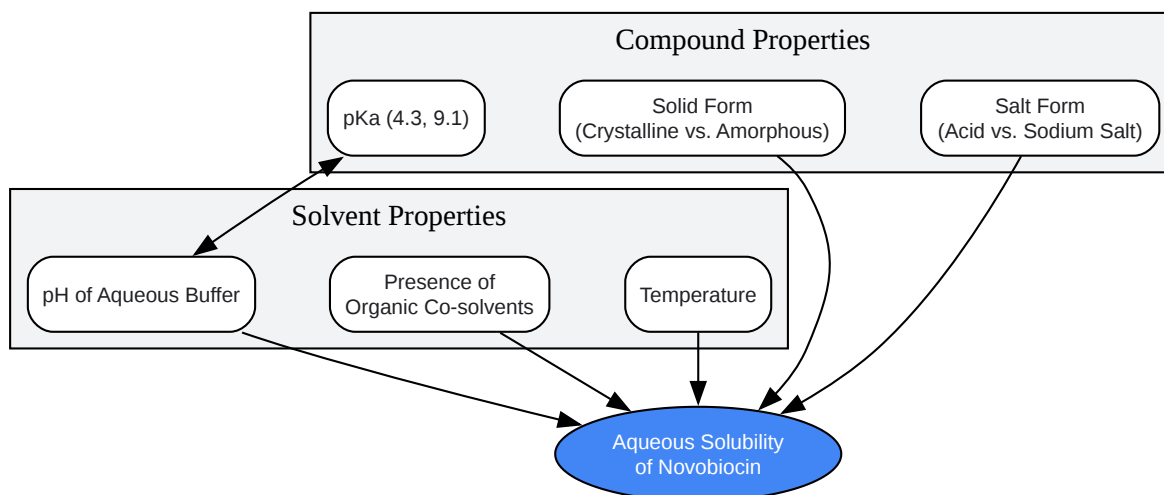 Compound Properties
pKa (4.3, 9.1)
Solid Form
(Crystalline vs. Amorphous)
Salt Form
(Acid vs. Sodium Salt)
Solvent Properties
pH of Aqueous Buffer
Presence of
Organic Co-solvents
Temperature
Aqueous Solubility
of Novobiocin